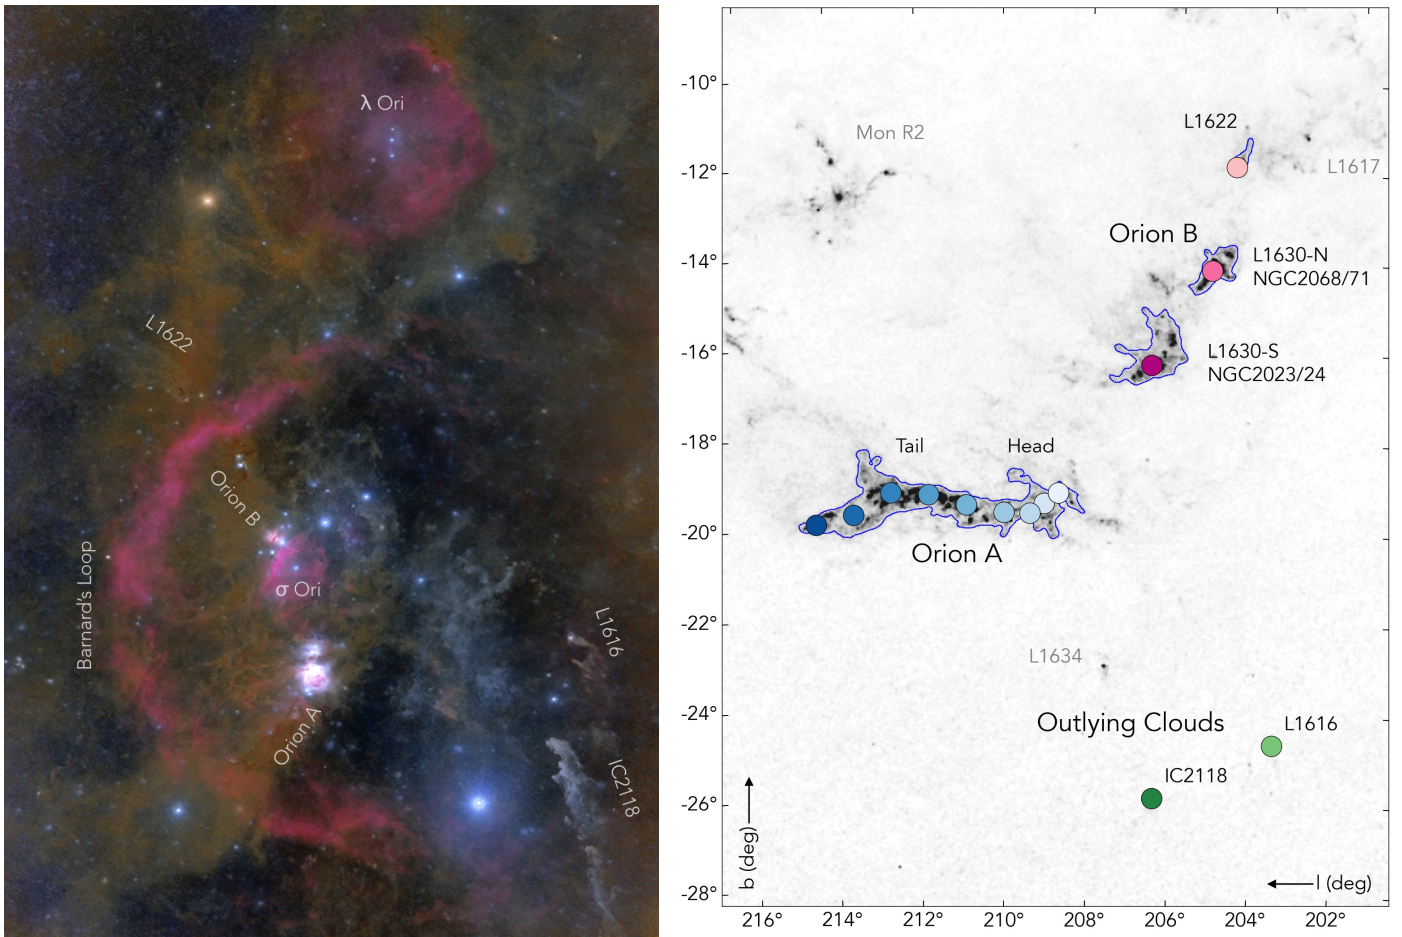 λ Ori
L1622
Orion B
σ Ori
Barnard's Loop
L1616
Orion A
IC2118
-10°
-12°
-14°
-16°
-18°
-20°
-22°
-24°
-26°
-28°
Mon R2
L1622
L1617
Orion B
L1630-N
NGC2068/71
L1630-S
NGC2023/24
Tail
Head
Orion A
L1634
Outlying Clouds
L1616
IC2118
b (deg)
l (deg)
216°
214°
212°
210°
208°
206°
204°
202°